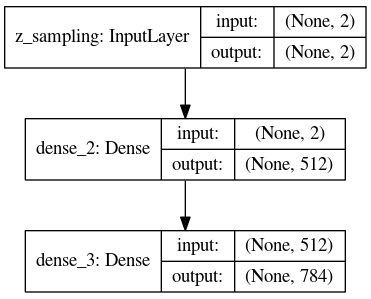 z_sampling: InputLayer
input: (None, 2)
output: (None, 2)
dense_2: Dense
input: (None, 2)
output: (None, 512)
dense_3: Dense
input: (None, 512)
output: (None, 784)